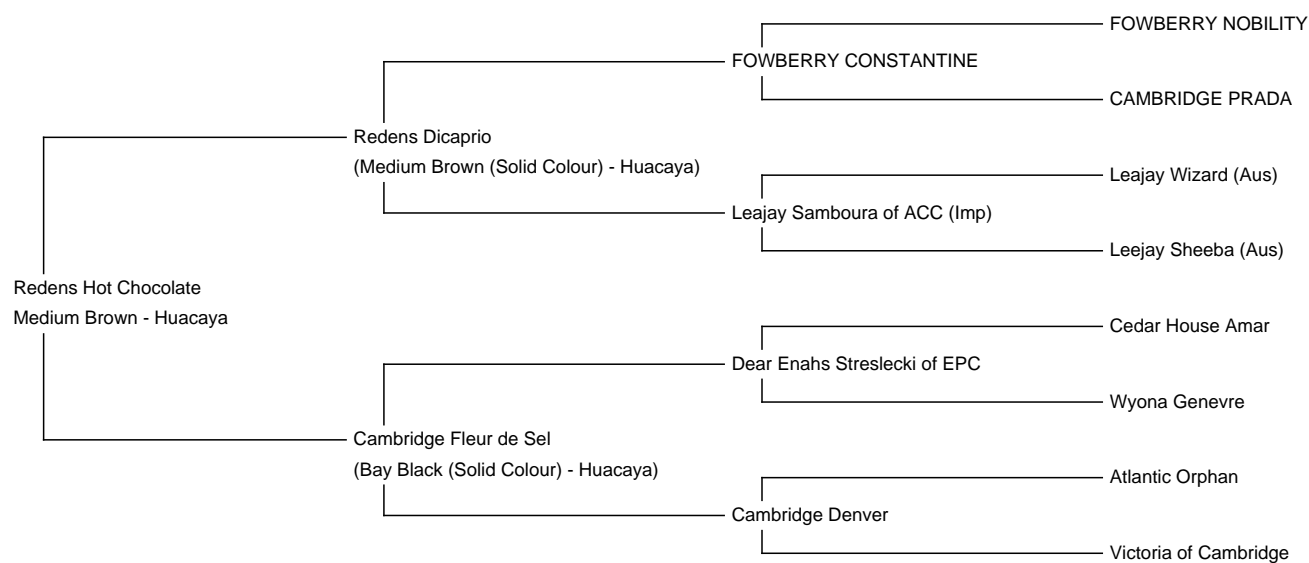 FOWBERRY NOBILITY
FOWBERRY CONSTANTINE
CAMBRIDGE PRADA
Redens Dicaprio
(Medium Brown (Solid Colour) - Huacaya)
Leajay Wizard (Aus)
Leajay Samboura of ACC (Imp)
Leejay Sheeba (Aus)
Redens Hot Chocolate
Medium Brown - Huacaya
Cedar House Amar
Dear Enahs Streslecki of EPC
Wyona Genevre
Cambridge Fleur de Sel
(Bay Black (Solid Colour) - Huacaya)
Atlantic Orphan
Cambridge Denver
Victoria of Cambridge